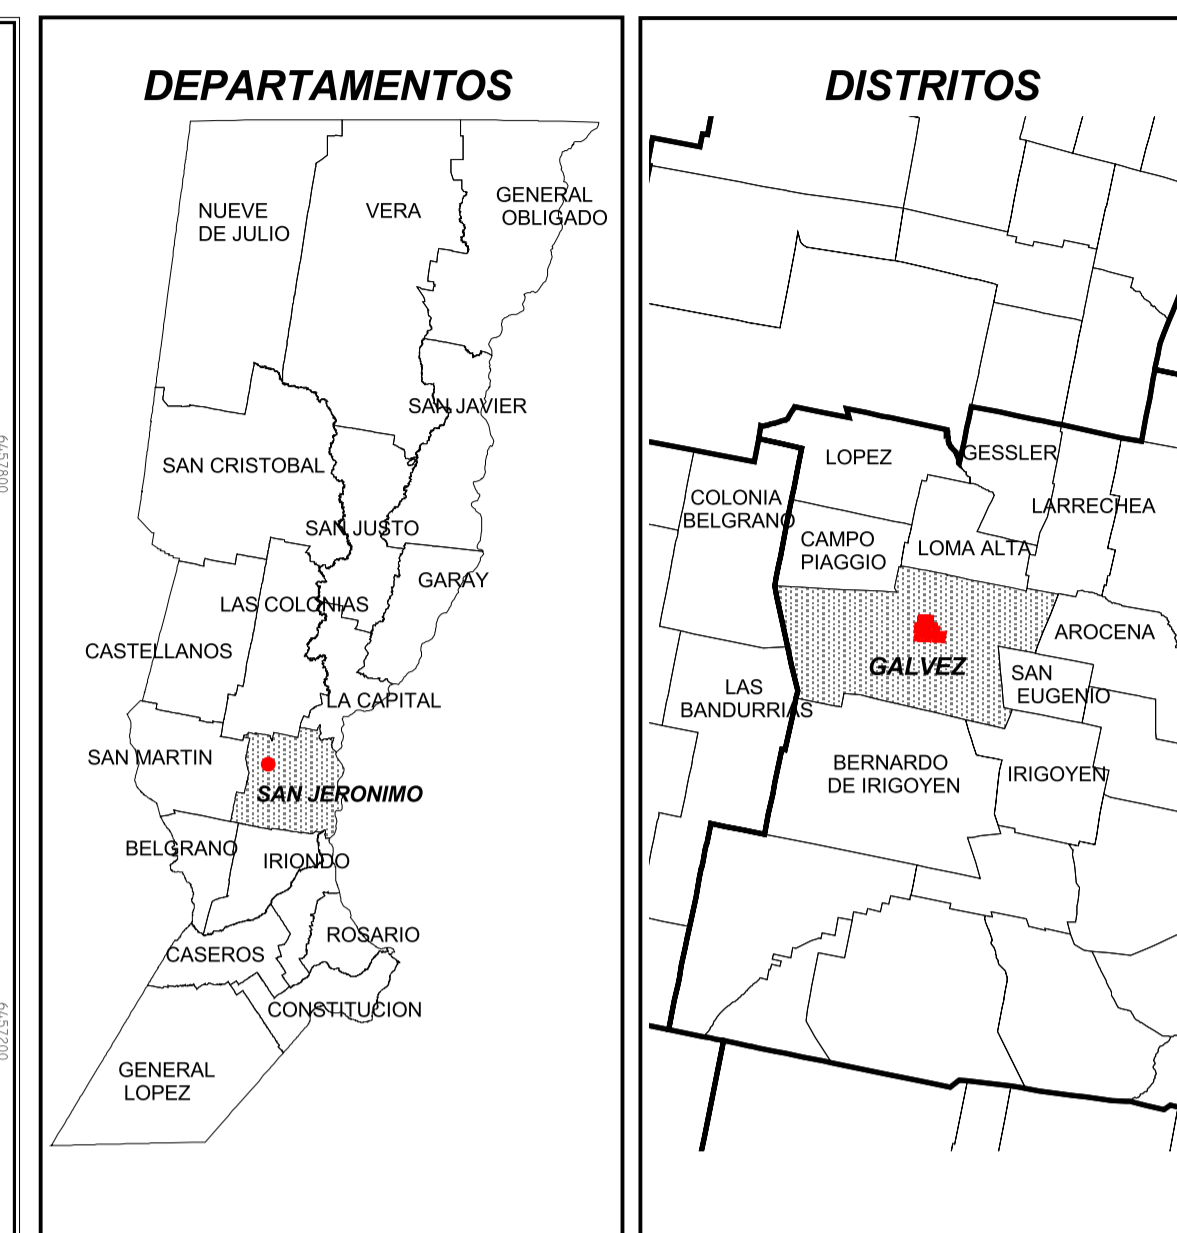 6457800
6457200
DEPARTAMENTOS
NUEVE
DE JULIO
VERA
GENERAL
OBLIGADO
SAN JAVIER
SAN CRISTOBAL
SAN JUSTO
GARAY
LAS COLONIAS
CASTELLANOS
LA CAPITAL
SAN MARTIN
SAN JERONIMO
BELGRANO
IRIONDO
ROSARIO
CASEROS
CONSTITUCION
GENERAL
LOPEZ
DISTRITOS
LOPEZ
GESSLER
COLONIA
BELGRANO
LARRECHEA
CAMPO
PIAGGIO
LOMA ALTA
AROCENA
GALVEZ
SAN
EUGENIO
LAS
BANDURRIAS
BERNARDO
DE IRIGOYEN
IRIGOYEN